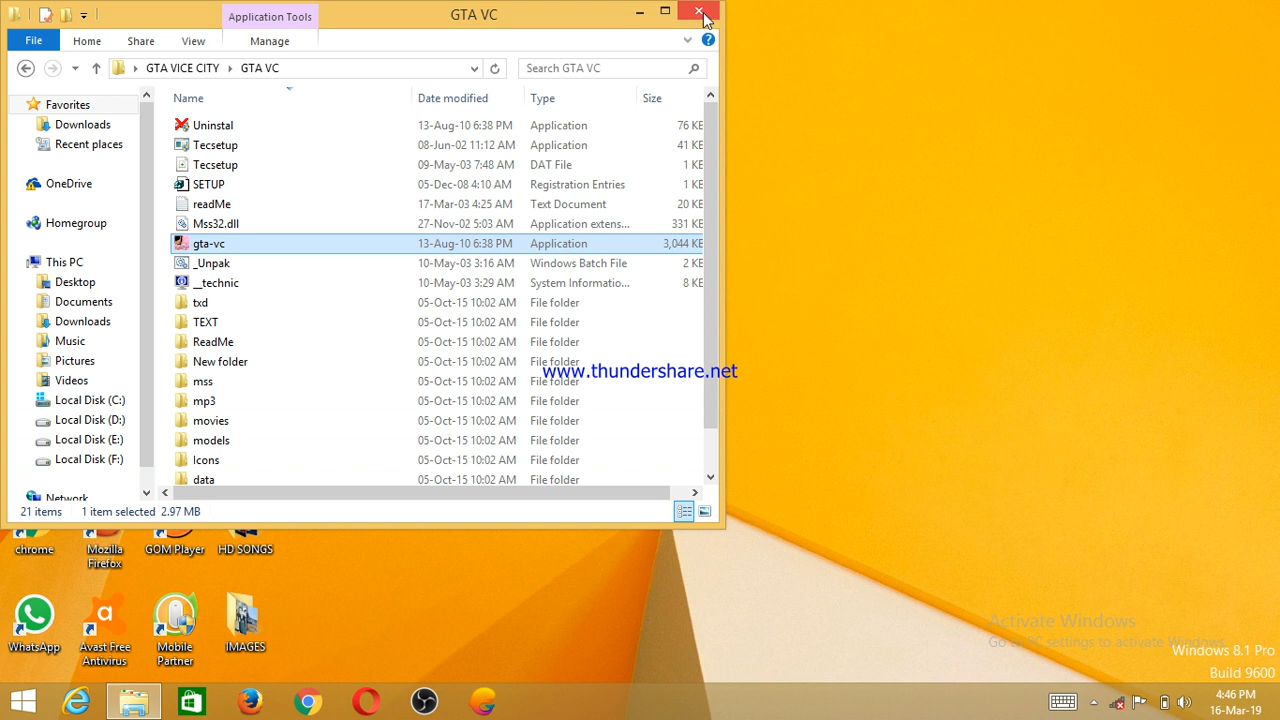 Application Tools
GTA VC
File Home Share View Manage
GTA VICE CITY GTA VC
Search GTA VC
Name Date modified Type Size
Favorites
Downloads
Recent places
OneDrive
Homegroup
This PC
Desktop
Documents
Downloads
Music
Pictures
Videos
Local Disk (C:)
Local Disk (D:)
Local Disk (E:)
Local Disk (F:)
Network
Uninstal 13-Aug-10 6:38 PM Application 76 KB
Tecsetup 08-Jun-02 11:12 AM Application 41 KB
Tecsetup 09-May-03 7:48 AM DAT File 1 KB
SETUP 05-Dec-08 4:10 AM Registration Entries 1 KB
readMe 17-Mar-03 4:25 AM Text Document 20 KB
Mss32.dll 27-Nov-02 5:03 AM Application extens... 331 KB
gta-vc 13-Aug-10 6:38 PM Application 3,044 KB
_Unpak 10-May-03 3:16 AM Windows Batch File 2 KB
__technic 10-May-03 3:29 AM System Informatio... 8 KB
txd 05-Oct-15 10:02 AM File folder
TEXT 05-Oct-15 10:02 AM File folder
ReadMe 05-Oct-15 10:02 AM File folder
New folder 05-Oct-15 10:02 AM File folder
mss 05-Oct-15 10:02 AM File folder
mp3 05-Oct-15 10:02 AM File folder
movies 05-Oct-15 10:02 AM File folder
models 05-Oct-15 10:02 AM File folder
Icons 05-Oct-15 10:02 AM File folder
data 05-Oct-15 10:02 AM File folder
www.thundershare.net
21 items 1 item selected 2.97 MB
chrome
Mozilla
Firefox
GOM Player
HD SONGS
WhatsApp
Avast Free
Antivirus
Mobile
Partner
IMAGES
Activate Windows
Go to PC settings to activate Windows.
Windows 8.1 Pro
Build 9600
4:46 PM
16-Mar-19